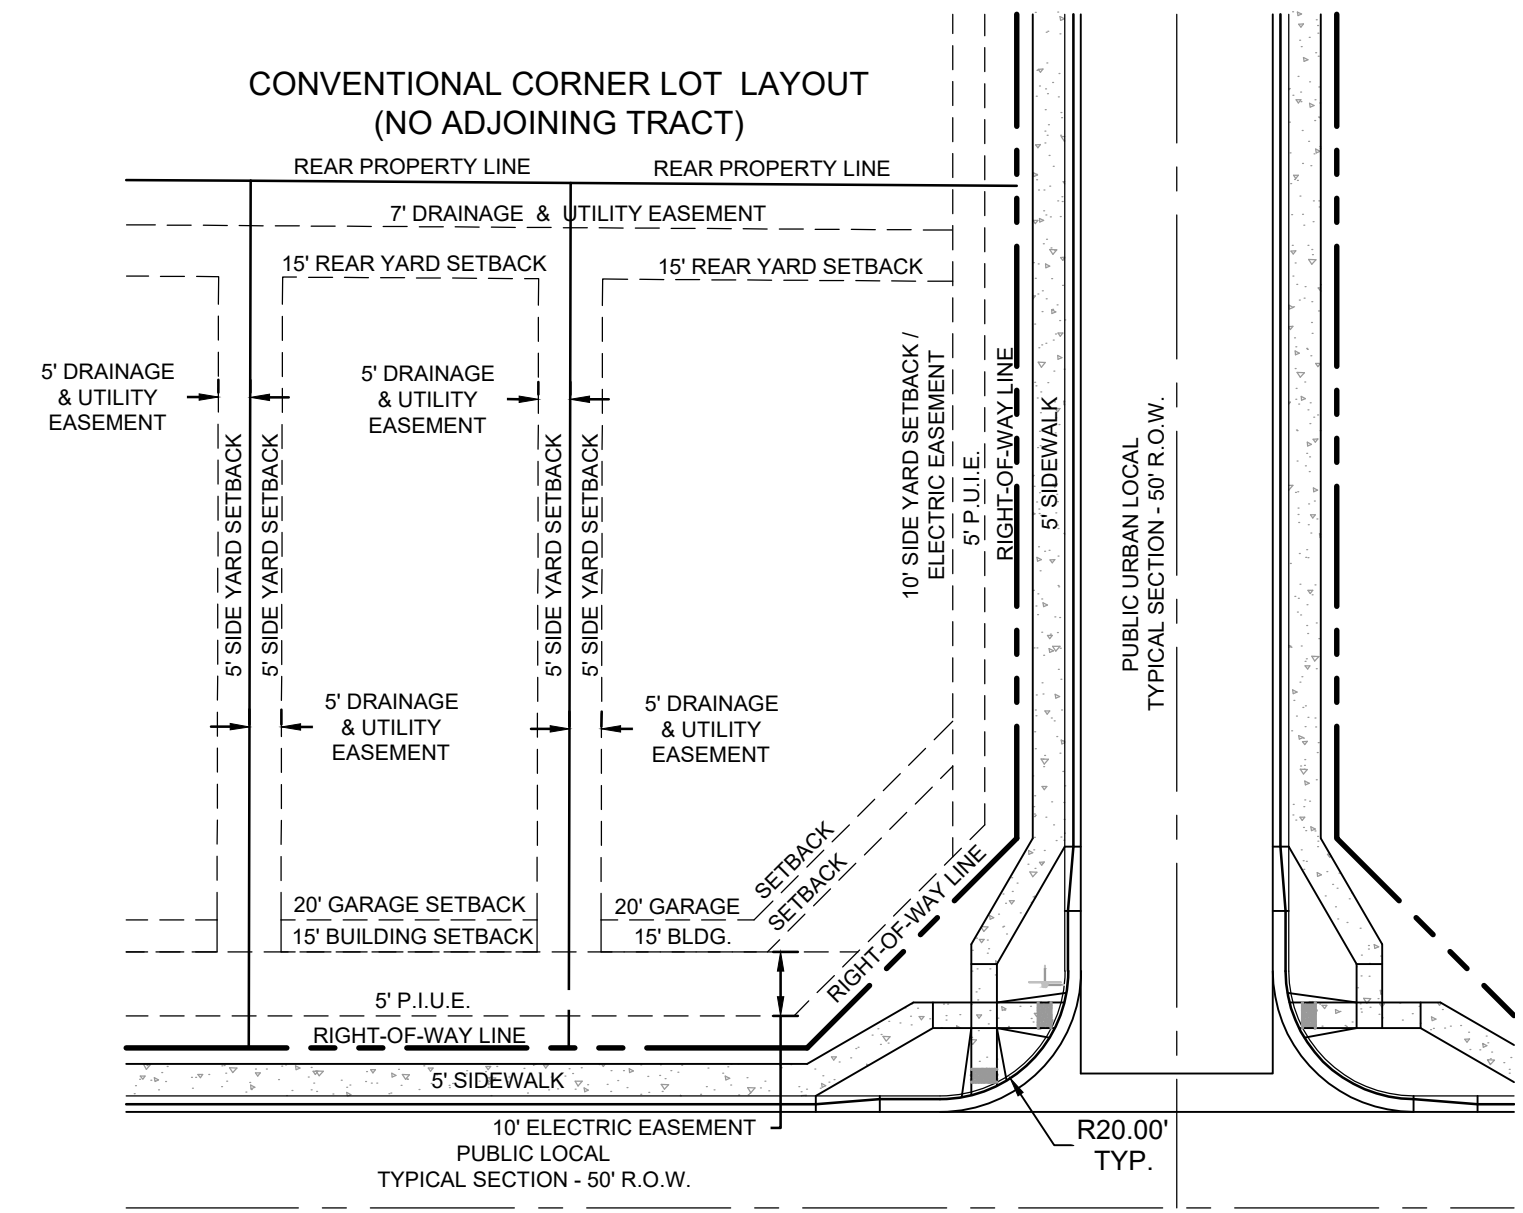 CONVENTIONAL CORNER LOT LAYOUT
(NO ADJOINING TRACT)
REAR PROPERTY LINE
REAR PROPERTY LINE
7' DRAINAGE & UTILITY EASEMENT
15' REAR YARD SETBACK
15' REAR YARD SETBACK
5' DRAINAGE
& UTILITY
EASEMENT
5' DRAINAGE
& UTILITY
EASEMENT
10' SIDE YARD SETBACK /
ELECTRIC EASEMENT
5' P.U.I.E.
RIGHT-OF-WAY LINE
5' SIDEWALK
PUBLIC URBAN LOCAL
TYPICAL SECTION - 50' R.O.W.
5' SIDE YARD SETBACK
5' SIDE YARD SETBACK
5' SIDE YARD SETBACK
5' SIDE YARD SETBACK
5' DRAINAGE
& UTILITY
EASEMENT
5' DRAINAGE
& UTILITY
EASEMENT
20' GARAGE SETBACK
15' BUILDING SETBACK
20' GARAGE
SETBACK
15' BLDG.
SETBACK
RIGHT-OF-WAY LINE
5' P.I.U.E.
RIGHT-OF-WAY LINE
5' SIDEWALK
10' ELECTRIC EASEMENT
PUBLIC LOCAL
TYPICAL SECTION - 50' R.O.W.
R20.00'
TYP.